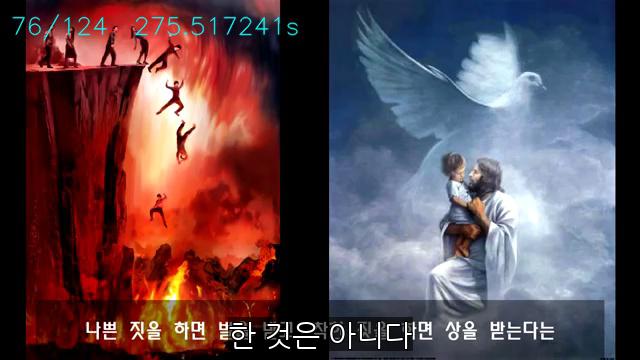 76/124 275.517241s
나쁜 짓을 하면 한 것은 아니다 면 상을 받는다는